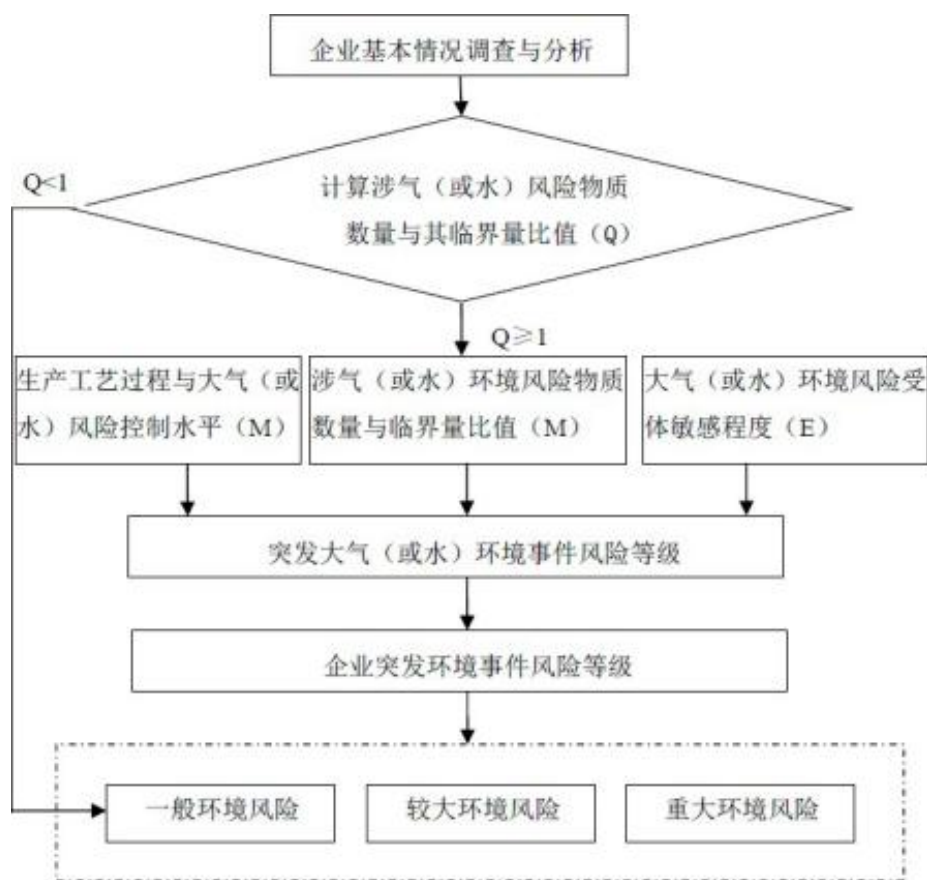 企业基本情况调查与分析
Q<1
计算涉气（或水）风险物质
数量与其临界量比值（Q）
Q≥1
生产工艺过程与大气（或
水）风险控制水平（M）
涉气（或水）环境风险物质
数量与临界量比值（M）
大气（或水）环境风险受
体敏感程度（E）
突发大气（或水）环境事件风险等级
企业突发环境事件风险等级
一般环境风险
较大环境风险
重大环境风险